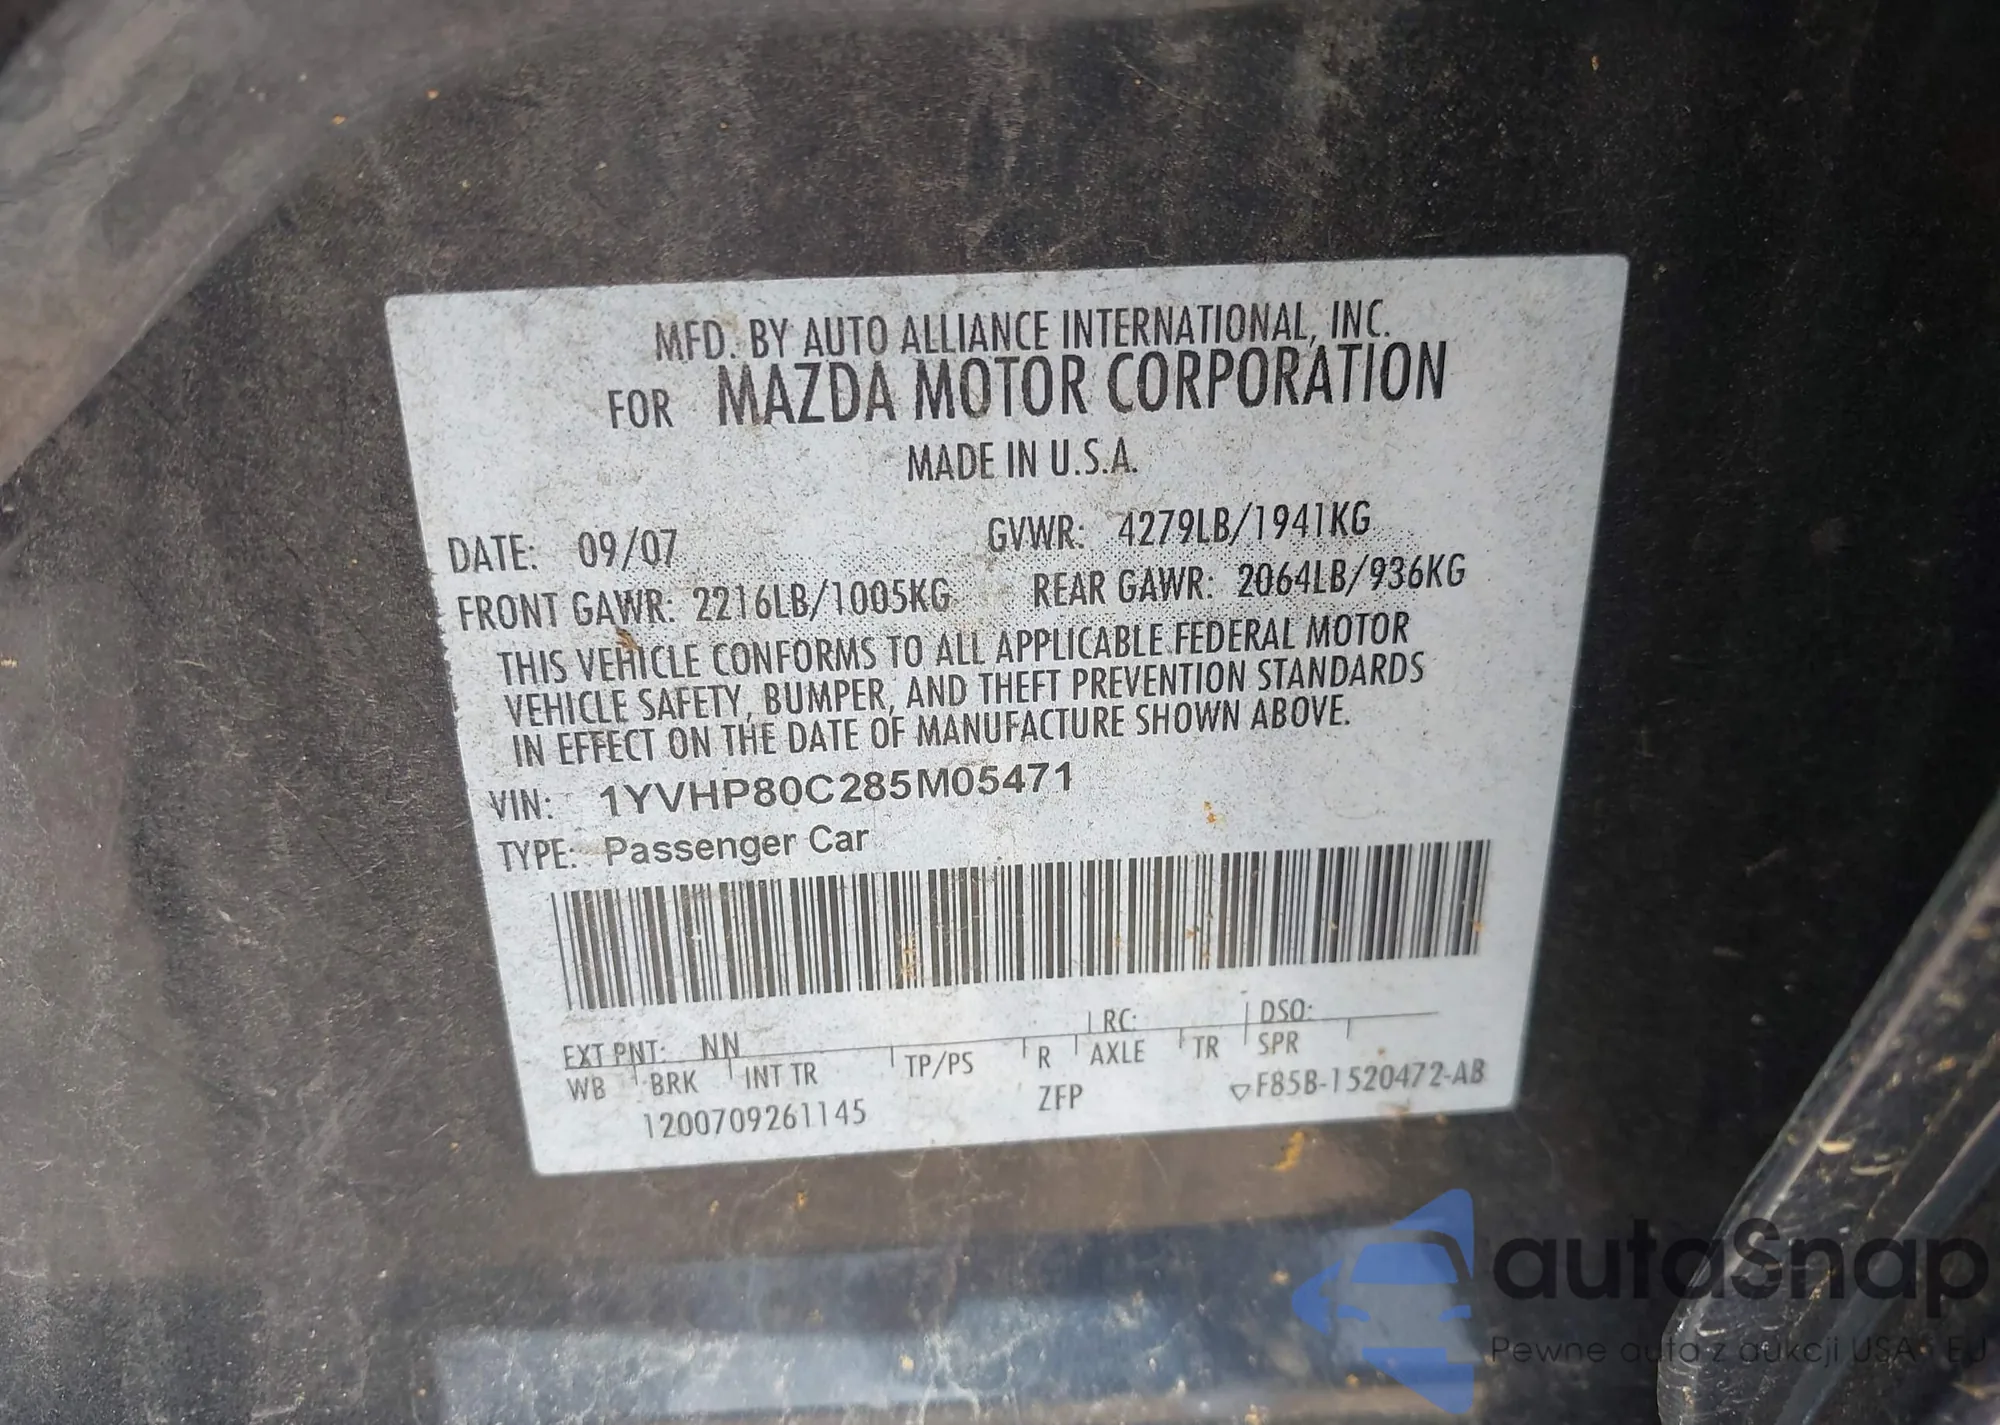 MFD. BY AUTO ALLIANCE INTERNATIONAL, INC.
FOR MAZDA MOTOR CORPORATION
MADE IN U.S.A.
DATE: 09/07 GVWR: 4279LB/1941KG
FRONT GAWR: 2216LB/1005KG REAR GAWR: 2064LB/936KG
THIS VEHICLE CONFORMS TO ALL APPLICABLE FEDERAL MOTOR
VEHICLE SAFETY, BUMPER, AND THEFT PREVENTION STANDARDS
IN EFFECT ON THE DATE OF MANUFACTURE SHOWN ABOVE.
VIN: 1YVHP80C285M05471
TYPE: Passenger Car
EXT PNT: NN RC: DSO:
WB BRK INT TR TP/PS R AXLE TR SPR
1200709261145 ZFP ▽F85B-1520472-AB
autaSnap
Pewne auta z aukcji USA - EU